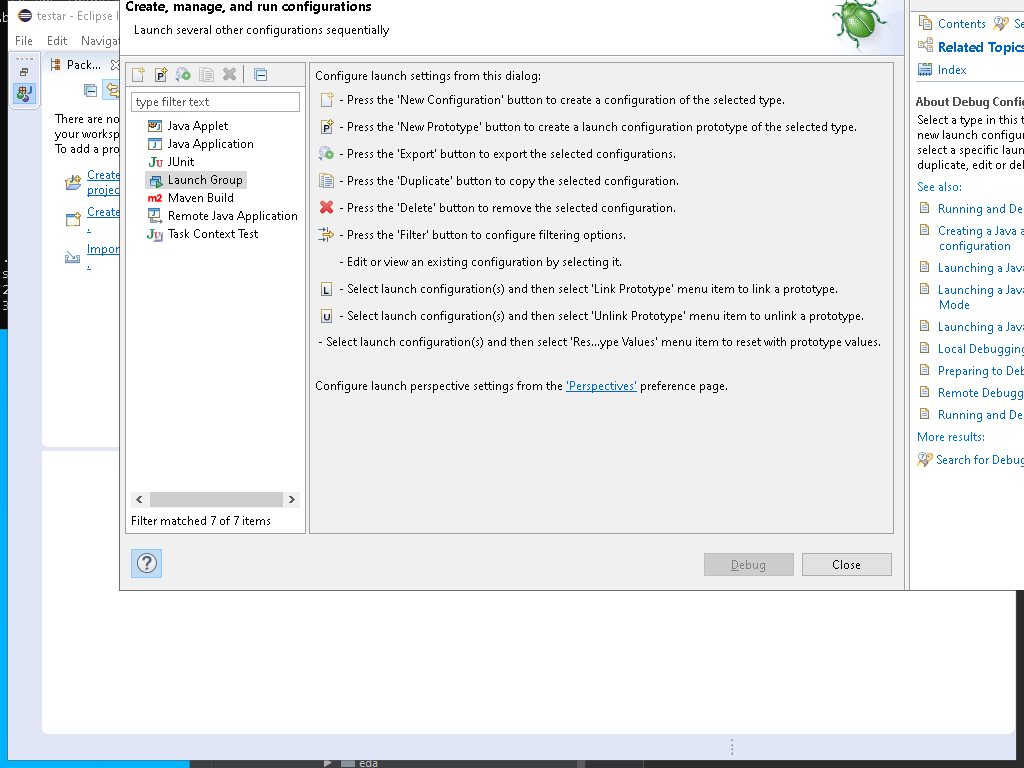 Create, manage, and run configurations
Launch several other configurations sequentially
testar - Eclipse
File Edit Naviga
Pack...
type filter text
Java Applet
Java Application
JUnit
Launch Group
Maven Build
Remote Java Application
Task Context Test
Filter matched 7 of 7 items
There are no
your worksp
To add a pro
Create
projec
Create
.
Impor
.
Configure launch settings from this dialog:
- Press the 'New Configuration' button to create a configuration of the selected type.
- Press the 'New Prototype' button to create a launch configuration prototype of the selected type.
- Press the 'Export' button to export the selected configurations.
- Press the 'Duplicate' button to copy the selected configuration.
- Press the 'Delete' button to remove the selected configuration.
- Press the 'Filter' button to configure filtering options.
- Edit or view an existing configuration by selecting it.
- Select launch configuration(s) and then select 'Link Prototype' menu item to link a prototype.
- Select launch configuration(s) and then select 'Unlink Prototype' menu item to unlink a prototype.
- Select launch configuration(s) and then select 'Res...ype Values' menu item to reset with prototype values.
Configure launch perspective settings from the 'Perspectives' preference page.
Debug Close
Contents Se
Related Topics
Index
About Debug Config
Select a type in this t
new launch configur
select a specific laun
duplicate, edit or del
See also:
Running and De
Creating a Java a
configuration
Launching a Java
Launching a Java
Mode
Launching a Java
Local Debugging
Preparing to Deb
Remote Debugg
Running and De
More results:
Search for Debug
eda